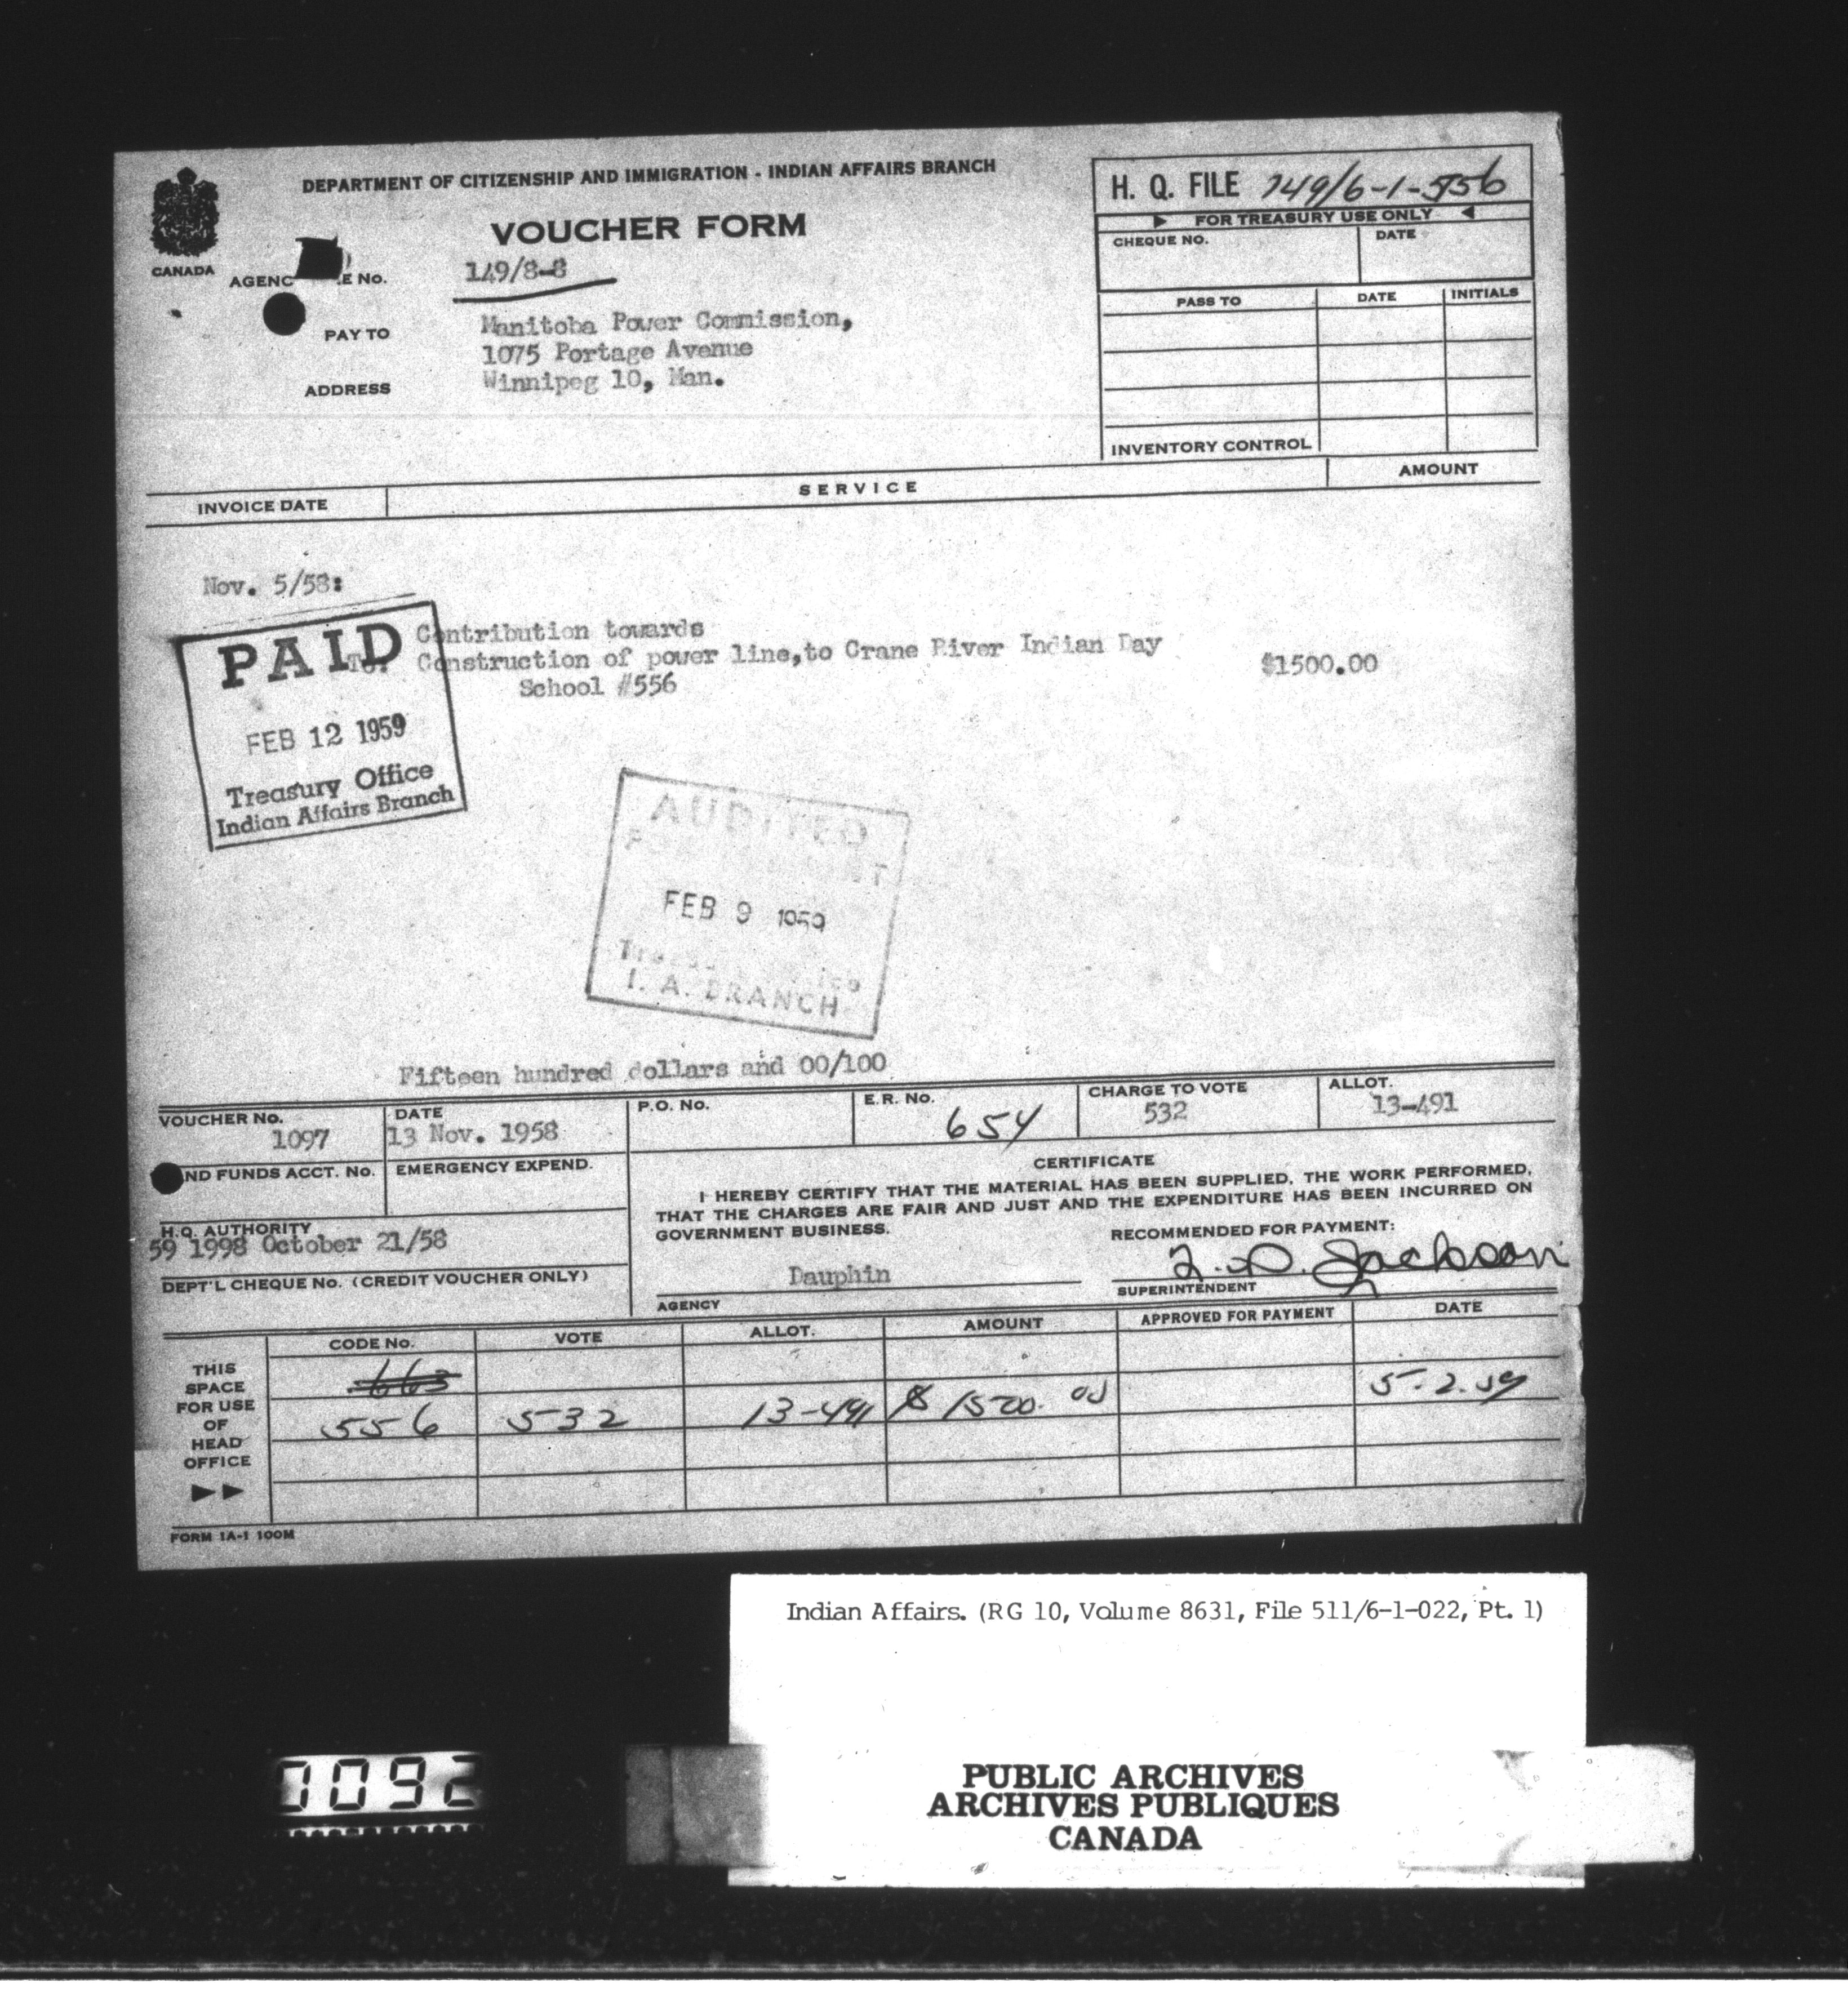 DEPARTMENT OF CITIZENSHIP AND IMMIGRATION - INDIAN AFFAIRS BRANCH
VOUCHER FORM
CANADA
H. Q. FILE 149/6-1-556
FOR TREASURY USE ONLY
CHEQUE NO. DATE
AGENC E No. 149/8-8
PASS TO DATE INITIALS
PAY TO Manitoba Power Commission,
1075 Portage Avenue
ADDRESS Winnipeg 10, Man.
INVENTORY CONTROL
INVOICE DATE SERVICE AMOUNT
Nov. 5/58:
Contribution towards
To: Construction of power line, to Crane River Indian Day $1500.00
School #556
PAID
FEB 12 1959
Treasury Office
Indian Affairs Branch
AUDITED
FEB 9 1959
I. A. BRANCH
Fifteen hundred dollars and 00/100
VOUCHER No. DATE P.O. No. E.R. No. CHARGE TO VOTE ALLOT.
1097 13 Nov. 1958 654 532 13-491
ND FUNDS ACCT. No. EMERGENCY EXPEND.
CERTIFICATE
I HEREBY CERTIFY THAT THE MATERIAL HAS BEEN SUPPLIED, THE WORK PERFORMED,
THAT THE CHARGES ARE FAIR AND JUST AND THE EXPENDITURE HAS BEEN INCURRED ON
GOVERNMENT BUSINESS.
H.Q. AUTHORITY
59 1998 October 21/58
DEPT'L CHEQUE No. (CREDIT VOUCHER ONLY)
RECOMMENDED FOR PAYMENT:
Dauphin
AGENCY
Jackson
SUPERINTENDENT
CODE No. VOTE ALLOT. AMOUNT APPROVED FOR PAYMENT DATE
THIS
SPACE
FOR USE
OF
HEAD
OFFICE
663
556 532 13-491 $ 1500.00 5.2.59
FORM 1A-1 100M
Indian Affairs. (RG 10, Volume 8631, File 511/6-1-022, Pt. 1)
0092
PUBLIC ARCHIVES
ARCHIVES PUBLIQUES
CANADA